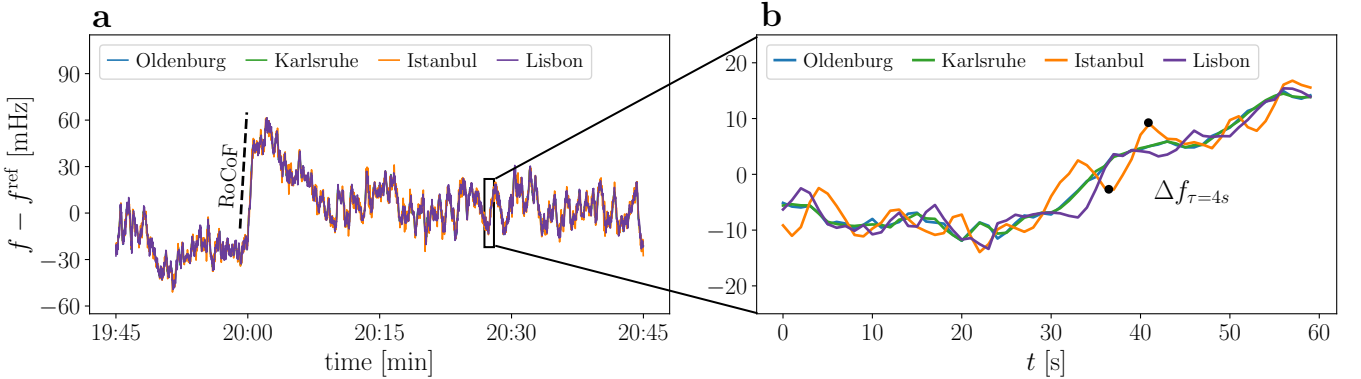 a
Oldenburg Karlsruhe Istanbul Lisbon
f − f^ref [mHz]
90
60
30
0
−30
−60
RoCoF
19:45 20:00 20:15 20:30 20:45
time [min]
b
Oldenburg Karlsruhe Istanbul Lisbon
20
10
0
−10
−20
Δf_τ=4s
0 10 20 30 40 50 60
t [s]